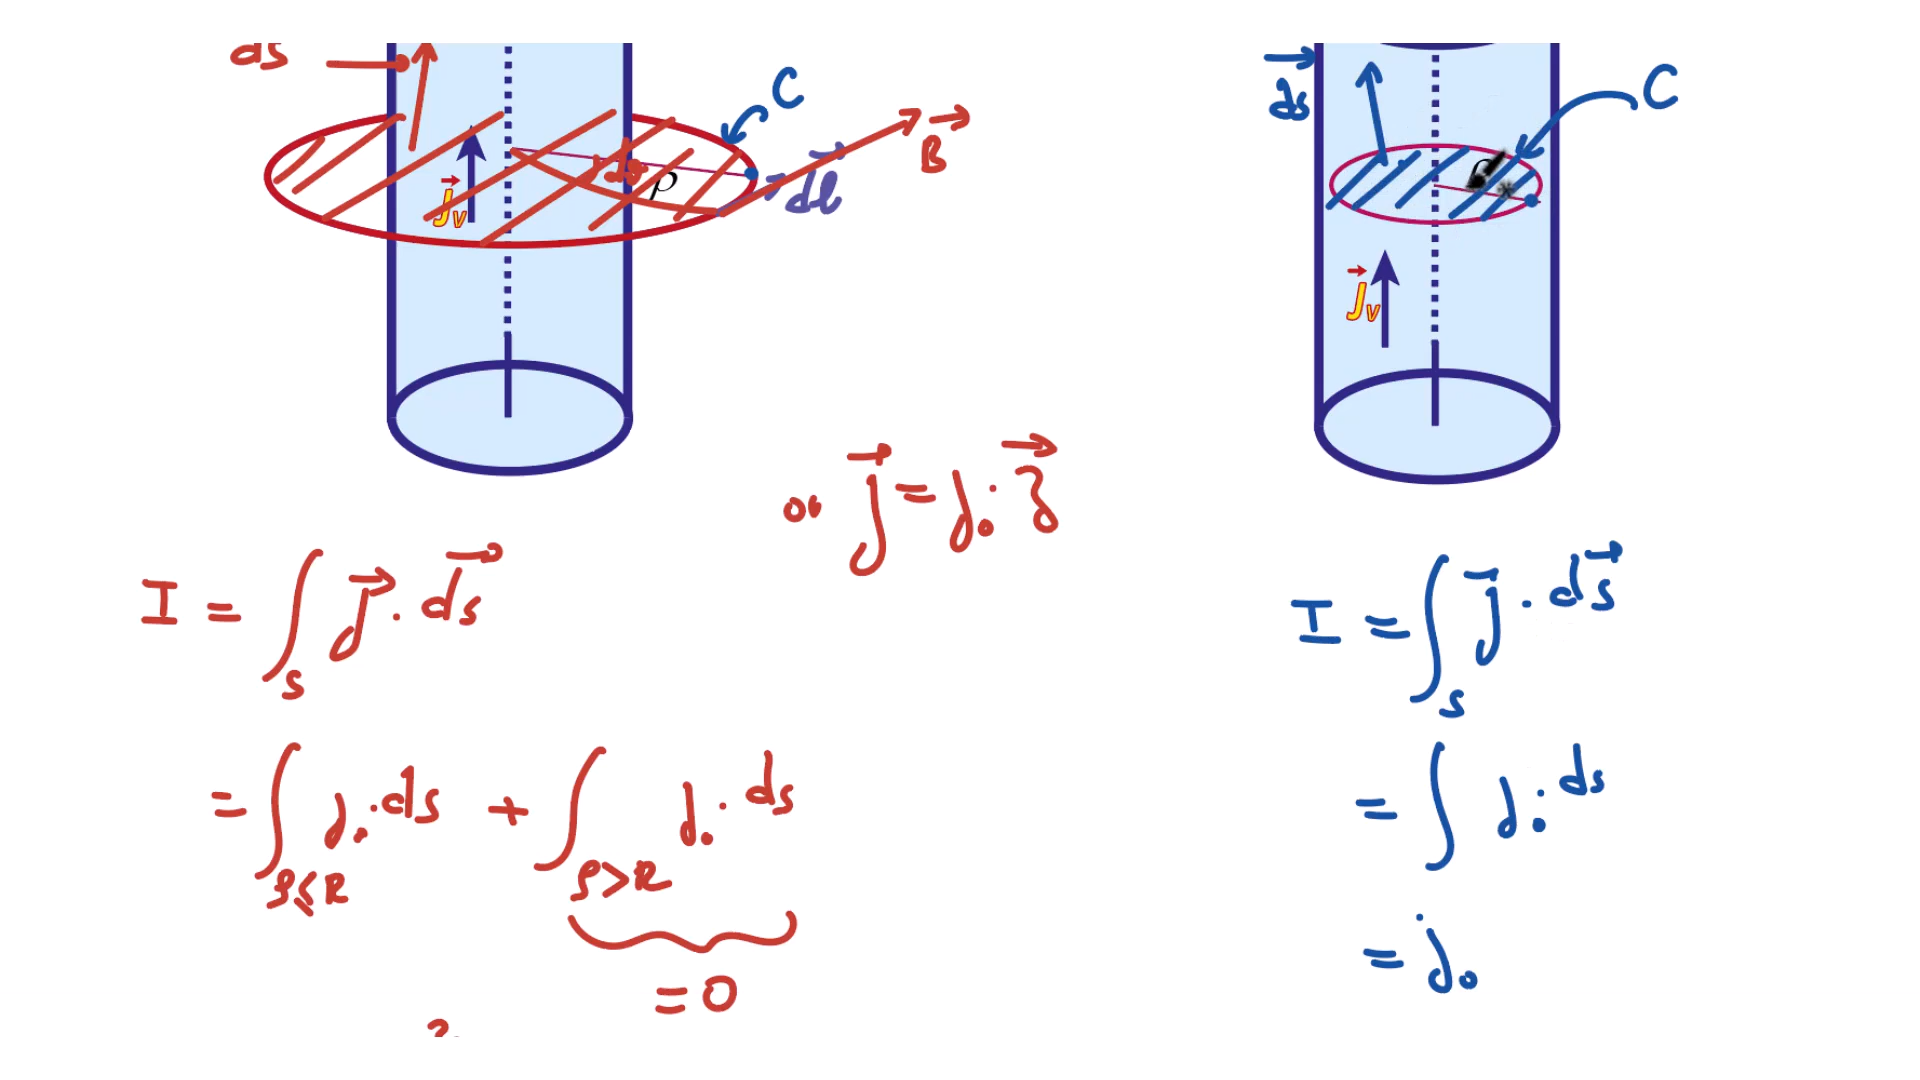 ds
C
B
dφ
ρ
dl
J_V
or j = j₀ · z
I = ∫_S j · ds
= ∫_{ρ≤R} j₀ · ds + ∫_{ρ>R} j₀ · ds
= 0
ds
C
ρ
J_V
I = ∫_S j · ds
= ∫ j₀ · ds
= j₀